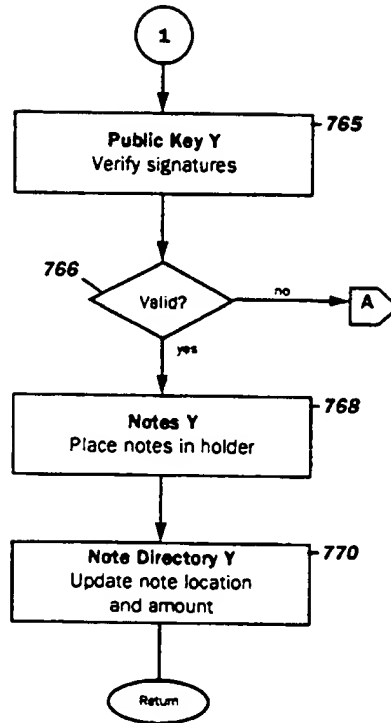 1
Public Key Y
765
Verify signatures
766
Valid?
no
A
yes
Notes Y
768
Place notes in holder
Note Directory Y
770
Update note location
and amount
Return